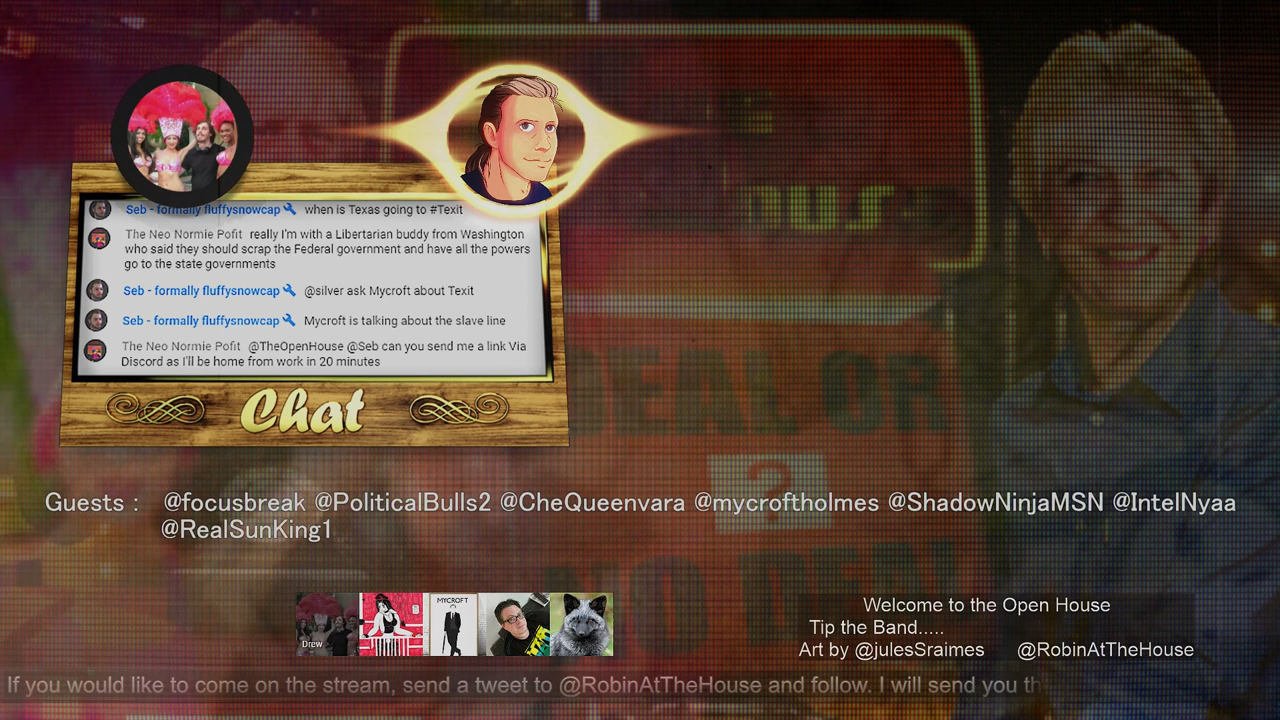 Seb - formally fluffysnowcap when is Texas going to #Texit
The Neo Normie Pofit really I'm with a Libertarian buddy from Washington
who said they should scrap the Federal government and have all the powers
go to the state governments
Seb - formally fluffysnowcap @silver ask Mycroft about Texit
Seb - formally fluffysnowcap Mycroft is talking about the slave line
The Neo Normie Pofit @TheOpenHouse @Seb can you send me a link Via
Discord as I'll be home from work in 20 minutes
Chat
DEAL OR
?
NO DEAL
Guests : @focusbreak @PoliticalBulls2 @CheQueenvara @mycroftholmes @ShadowNinjaMSN @IntelNyaa
@RealSunKing1
Drew
MYCROFT
Welcome to the Open House
Tip the Band.....
Art by @julesSraimes @RobinAtTheHouse
If you would like to come on the stream, send a tweet to @RobinAtTheHouse and follow. I will send you th